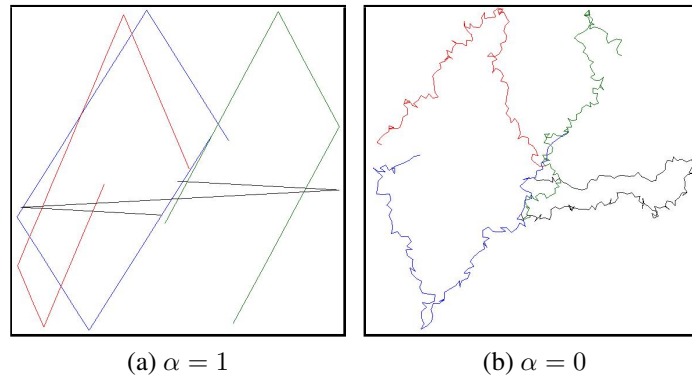 (a) α = 1
(b) α = 0